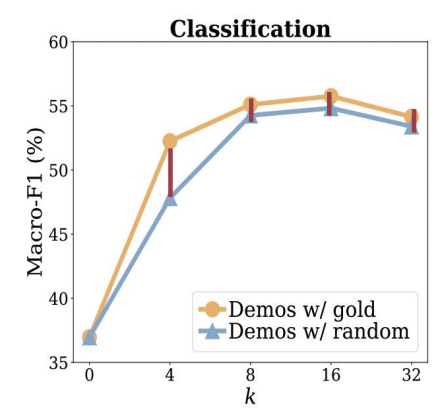 Classification
Macro-F1 (%)
60
55
50
45
40
35
0 4 8 16 32
k
Demos w/ gold
Demos w/ random